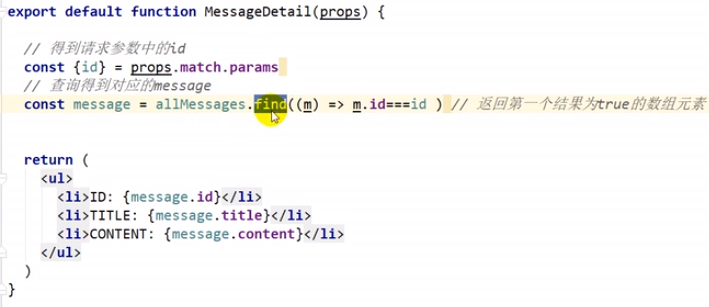 export default function MessageDetail(props) {
// 得到请求参数中的id
const {id} = props.match.params
// 查询得到对应的message
const message = allMessages.find((m) => m.id===id ) // 返回第一个结果为true的数组元素
return (
<ul>
<li>ID: {message.id}</li>
<li>TITLE: {message.title}</li>
<li>CONTENT: {message.content}</li>
</ul>
)
}